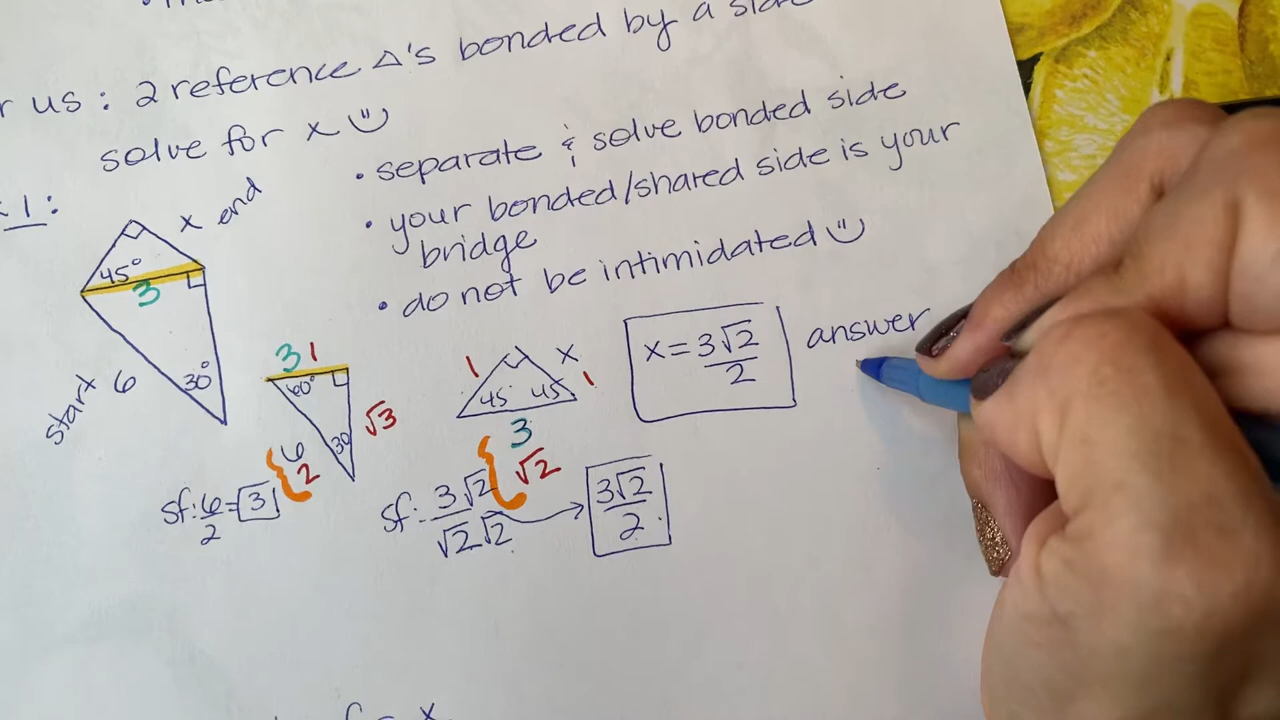 us: 2 reference △'s bonded by a side
solve for x
• separate & solve bonded side
• your bonded/shared side is your
bridge
• do not be intimidated
1:
x end
45°
3
start 6
30°
3 1
60°
√3
30
6
2
sf: 6/2 = 3
1
x
45° 45
1
3
√2
sf: 3√2/√2√2
3√2/2
x = 3√2/2
answer